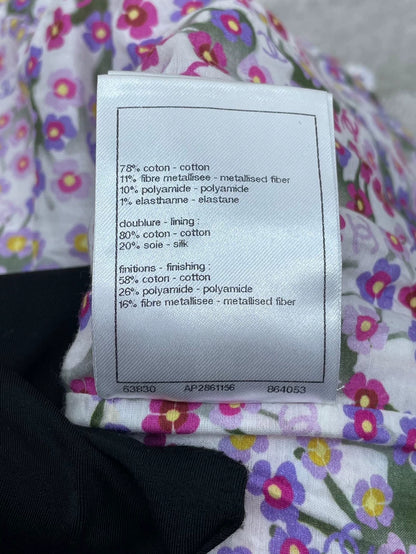 78% coton - cotton
11% fibre metallisee - metallised fiber
10% polyamide - polyamide
1% elasthanne - elastane
doublure - lining :
80% coton - cotton
20% soie - silk
finitions - finishing :
58% coton - cotton
26% polyamide - polyamide
16% fibre metallisee - metallised fiber
63830 AP2861156 864053